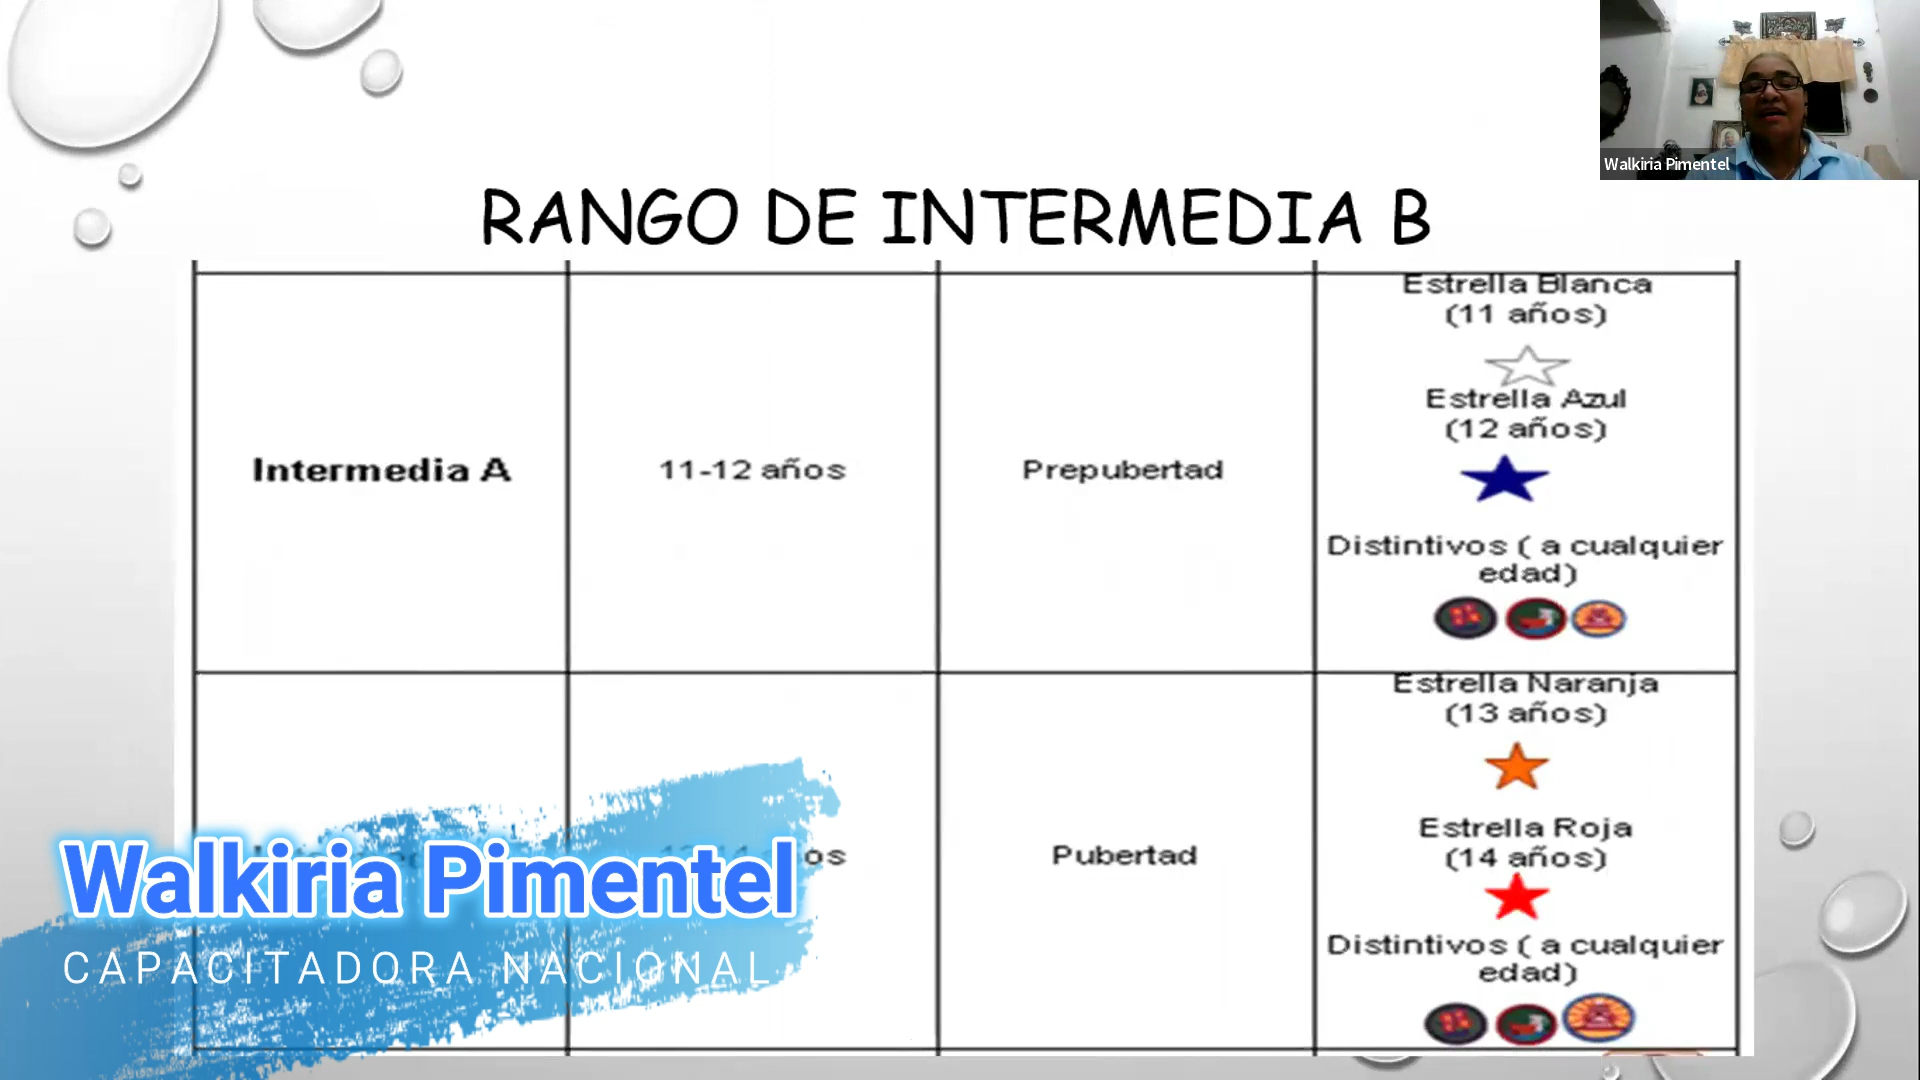 Walkiria Pimentel
RANGO DE INTERMEDIA B
Intermedia A
11-12 años
Prepubertad
Estrella Blanca
(11 años)
Estrella Azul
(12 años)
Distintivos ( a cualquier
edad)
Pubertad
Estrella Naranja
(13 años)
Estrella Roja
(14 años)
Distintivos ( a cualquier
edad)
Walkiria Pimentel
CAPACITADORA NACIONAL